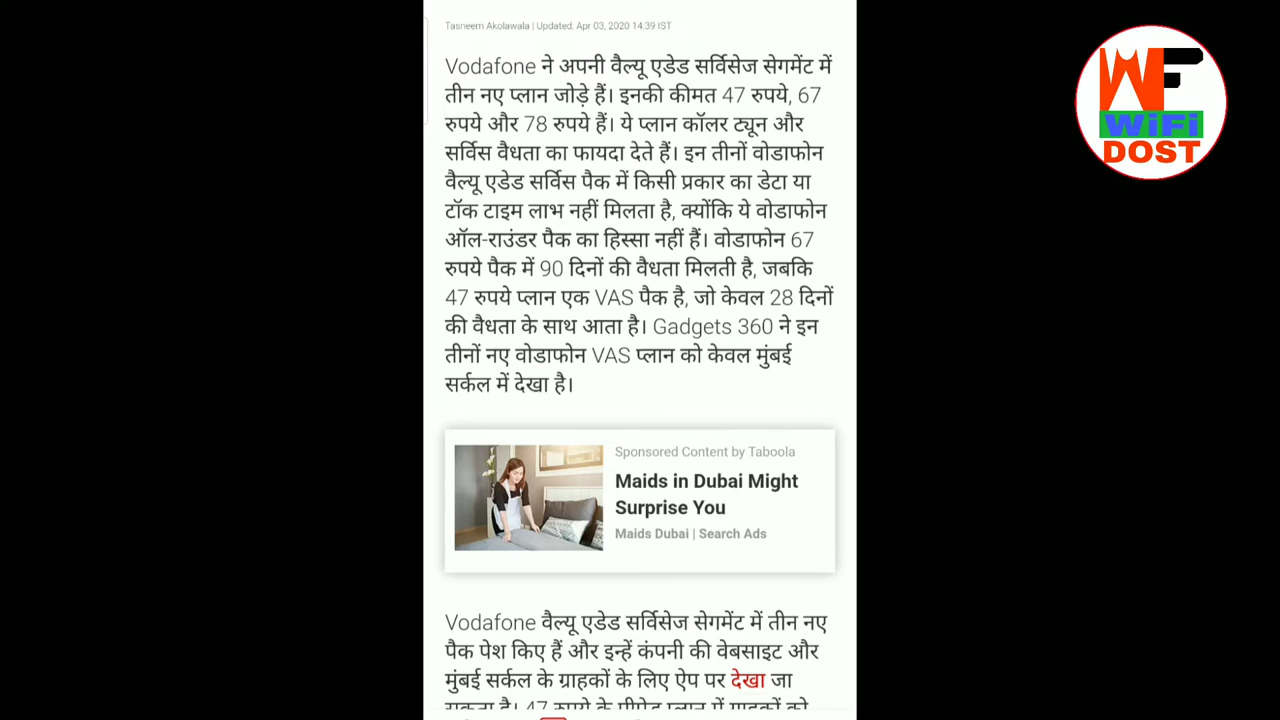 Tasneem Akolawala | Updated: Apr 03, 2020 14:39 IST
Vodafone ने अपनी वैल्यू एडेड सर्विसेज सेगमेंट में
तीन नए प्लान जोड़े हैं। इनकी कीमत 47 रुपये, 67
रुपये और 78 रुपये हैं। ये प्लान कॉलर ट्यून और
सर्विस वैधता का फायदा देते हैं। इन तीनों वोडाफोन
वैल्यू एडेड सर्विस पैक में किसी प्रकार का डेटा या
टॉक टाइम लाभ नहीं मिलता है, क्योंकि ये वोडाफोन
ऑल-राउंडर पैक का हिस्सा नहीं हैं। वोडाफोन 67
रुपये पैक में 90 दिनों की वैधता मिलती है, जबकि
47 रुपये प्लान एक VAS पैक है, जो केवल 28 दिनों
की वैधता के साथ आता है। Gadgets 360 ने इन
तीनों नए वोडाफोन VAS प्लान को केवल मुंबई
सर्कल में देखा है।
Sponsored Content by Taboola
Maids in Dubai Might
Surprise You
Maids Dubai | Search Ads
Vodafone वैल्यू एडेड सर्विसेज सेगमेंट में तीन नए
पैक पेश किए हैं और इन्हें कंपनी की वेबसाइट और
मुंबई सर्कल के ग्राहकों के लिए ऐप पर देखा जा
सकता है। 47 रुपये के प्रीपेड प्लान में ग्राहकों को
WF
WiFi
DOST